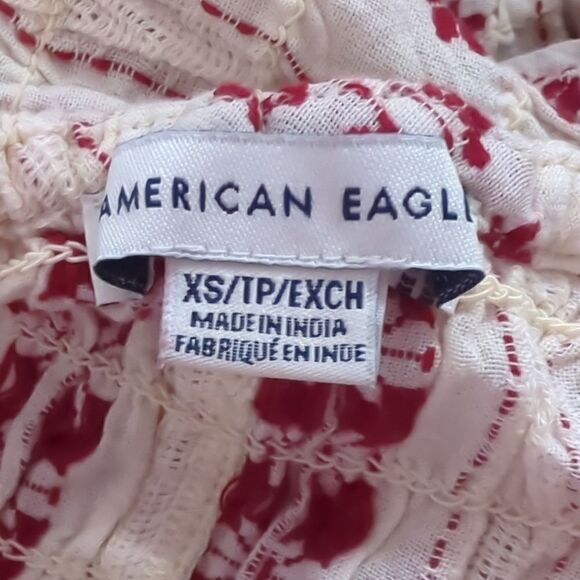 AMERICAN EAGL
XS/TP/EXCH
MADE IN INDIA
FABRIQUÉ EN INDE